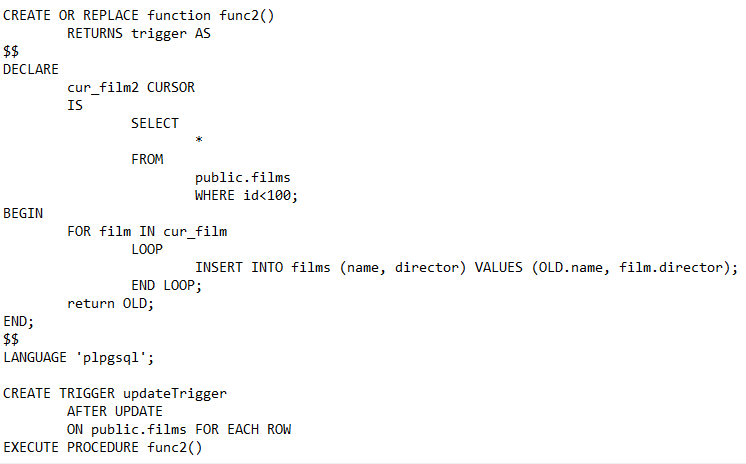 CREATE OR REPLACE function func2()
RETURNS trigger AS
$$
DECLARE
cur_film2 CURSOR
IS
SELECT
*
FROM
public.films
WHERE id<100;
BEGIN
FOR film IN cur_film
LOOP
INSERT INTO films (name, director) VALUES (OLD.name, film.director);
END LOOP;
return OLD;
END;
$$
LANGUAGE 'plpgsql';
CREATE TRIGGER updateTrigger
AFTER UPDATE
ON public.films FOR EACH ROW
EXECUTE PROCEDURE func2()